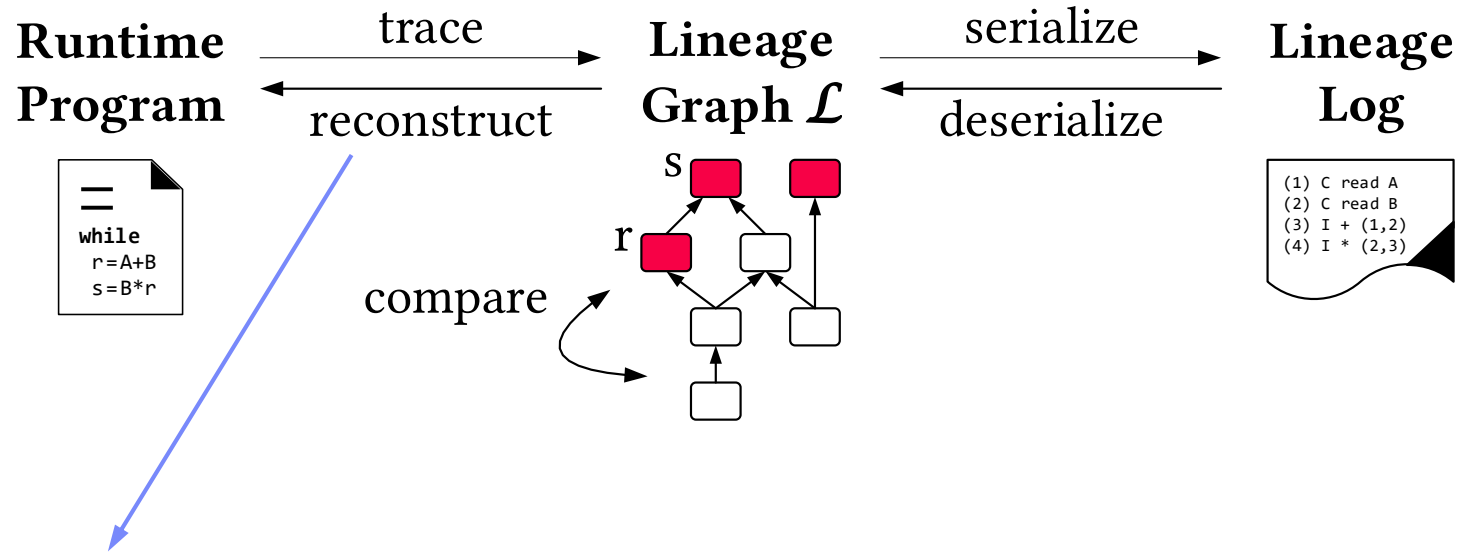 Runtime
Program
trace
reconstruct
Lineage
Graph ℒ
serialize
deserialize
Lineage
Log
while
r=A+B
s=B*r
compare
s
r
(1) C read A
(2) C read B
(3) I + (1,2)
(4) I * (2,3)